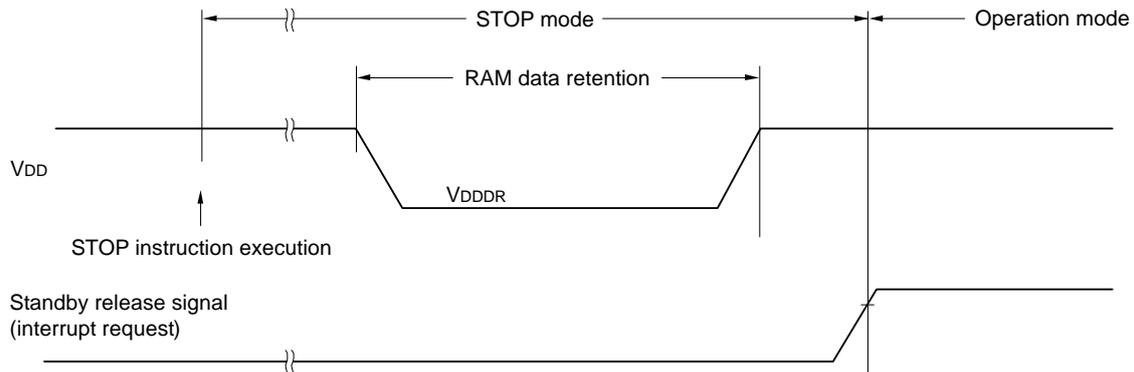 STOP mode
Operation mode
RAM data retention
VDD
VDDDR
STOP instruction execution
Standby release signal
(interrupt request)